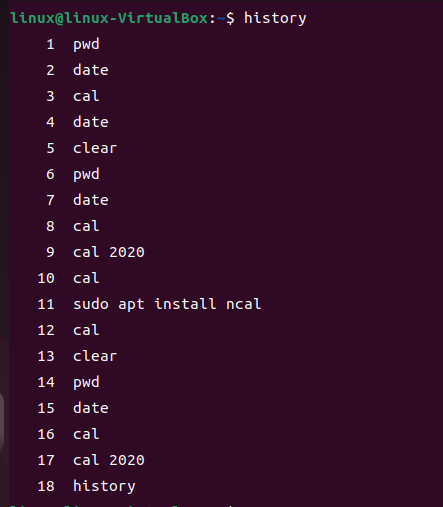 linux@linux-VirtualBox:~$ history
1 pwd
2 date
3 cal
4 date
5 clear
6 pwd
7 date
8 cal
9 cal 2020
10 cal
11 sudo apt install ncal
12 cal
13 clear
14 pwd
15 date
16 cal
17 cal 2020
18 history